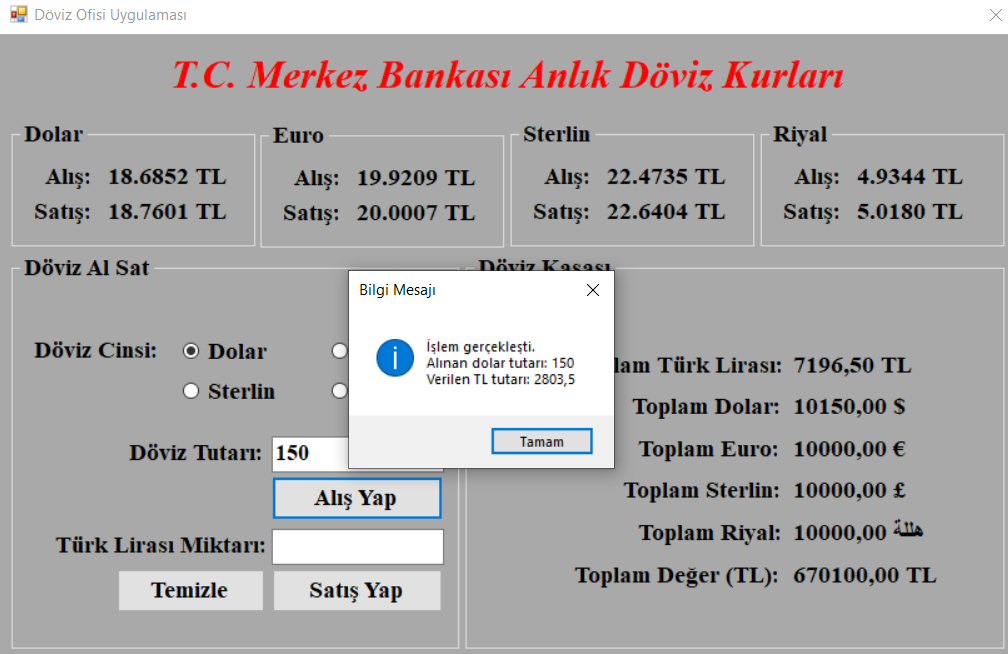 Döviz Ofisi Uygulaması
T.C. Merkez Bankası Anlık Döviz Kurları
Dolar
Alış: 18.6852 TL
Satış: 18.7601 TL
Euro
Alış: 19.9209 TL
Satış: 20.0007 TL
Sterlin
Alış: 22.4735 TL
Satış: 22.6404 TL
Riyal
Alış: 4.9344 TL
Satış: 5.0180 TL
Döviz Al Sat
Döviz Cinsi: Dolar
Sterlin
Döviz Tutarı: 150
Alış Yap
Türk Lirası Miktarı:
Temizle Satış Yap
Bilgi Mesajı
İşlem gerçekleşti.
Alınan dolar tutarı: 150
Verilen TL tutarı: 2803,5
Tamam
Döviz Kasası
Türk Lirası: 7196,50 TL
Toplam Dolar: 10150,00 $
Toplam Euro: 10000,00 €
Toplam Sterlin: 10000,00 £
Toplam Riyal: 10000,00 هللة
Toplam Değer (TL): 670100,00 TL